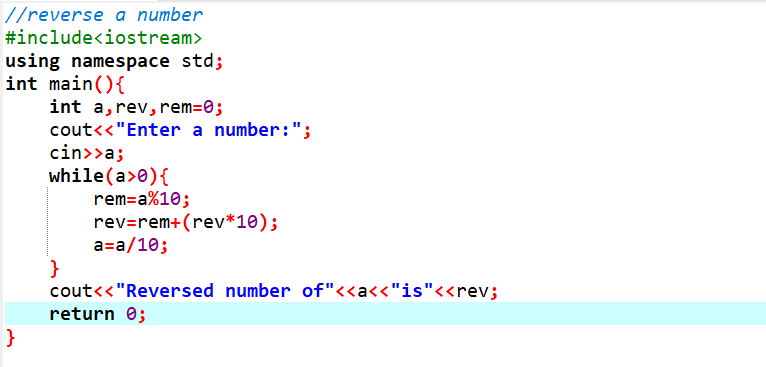 //reverse a number
#include<iostream>
using namespace std;
int main(){
    int a,rev,rem=0;
    cout<<"Enter a number:";
    cin>>a;
    while(a>0){
        rem=a%10;
        rev=rem+(rev*10);
        a=a/10;
    }
    cout<<"Reversed number of"<<a<<"is"<<rev;
    return 0;
}